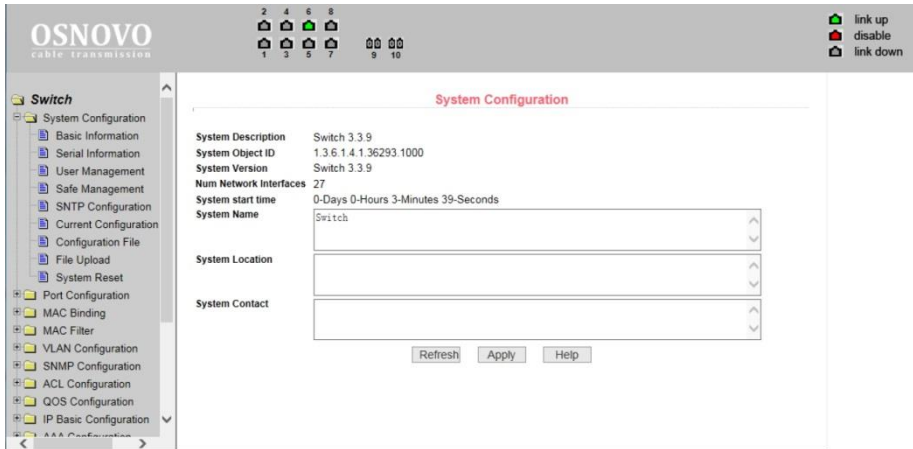 OSNOVO
cable transmission
2 4 6 8
1 3 5 7 9 10
link up
disable
link down
Switch
System Configuration
Basic Information
Serial Information
User Management
Safe Management
SNTP Configuration
Current Configuration
Configuration File
File Upload
System Reset
Port Configuration
MAC Binding
MAC Filter
VLAN Configuration
SNMP Configuration
ACL Configuration
QOS Configuration
IP Basic Configuration
AAA Configuration
System Configuration
System Description Switch 3.3.9
System Object ID 1.3.6.1.4.1.36293.1000
System Version Switch 3.3.9
Num Network Interfaces 27
System start time 0-Days 0-Hours 3-Minutes 39-Seconds
System Name Switch
System Location
System Contact
Refresh Apply Help